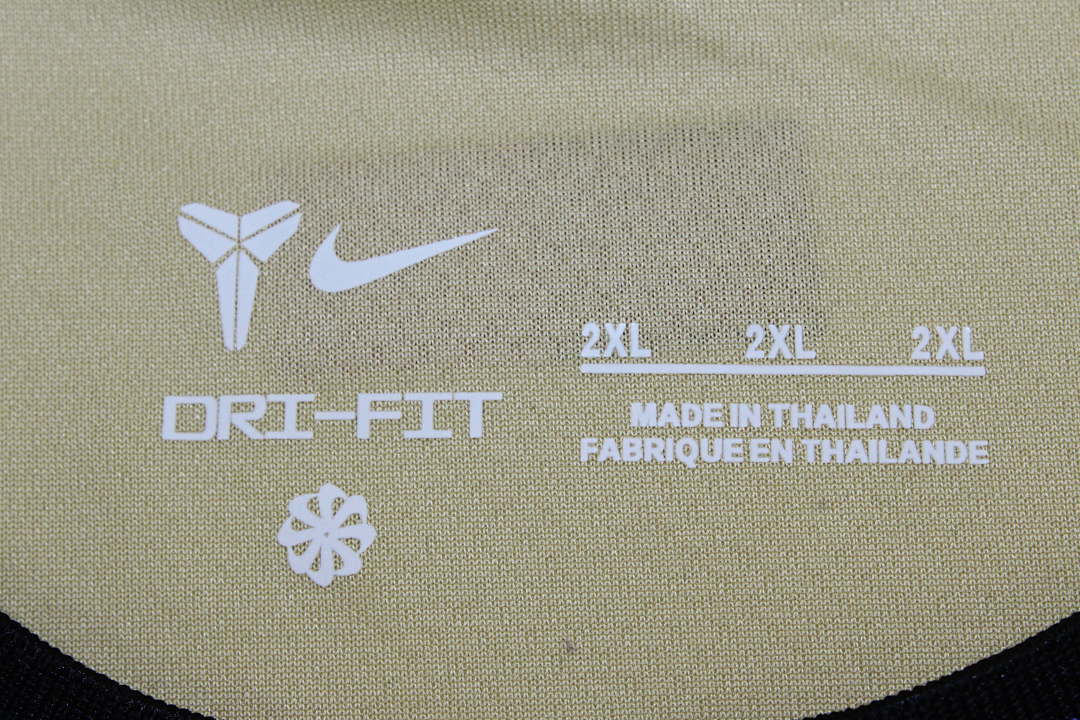 2XL 2XL 2XL
DRI-FIT
MADE IN THAILAND
FABRIQUE EN THAILANDE